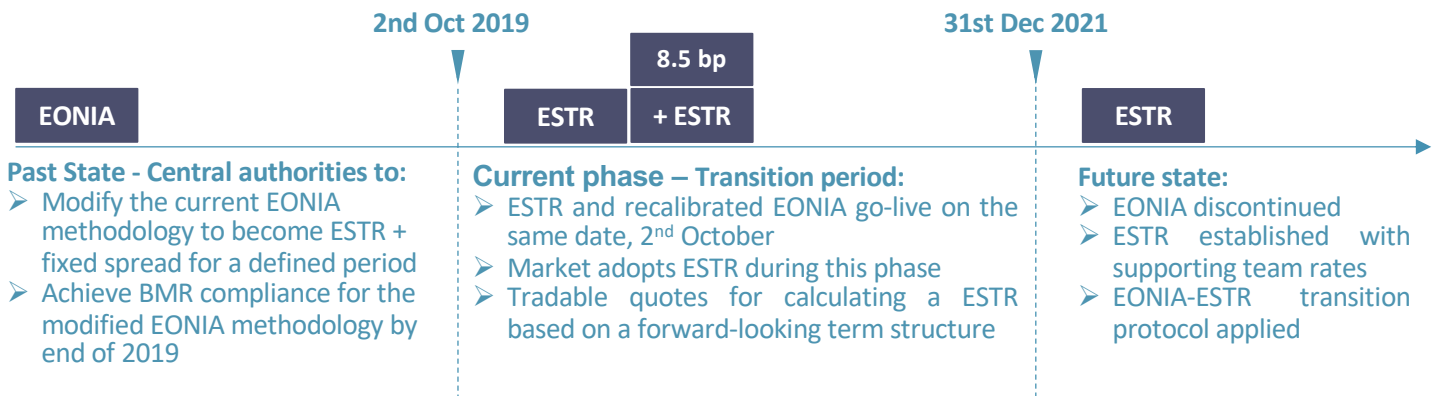 2nd Oct 2019
31st Dec 2021
8.5 bp
EONIA
ESTR
+ ESTR
ESTR
Past State - Central authorities to:
➢ Modify the current EONIA
methodology to become ESTR +
fixed spread for a defined period
➢ Achieve BMR compliance for the
modified EONIA methodology by
end of 2019
Current phase – Transition period:
➢ ESTR and recalibrated EONIA go-live on the
same date, 2nd October
➢ Market adopts ESTR during this phase
➢ Tradable quotes for calculating a ESTR
based on a forward-looking term structure
Future state:
➢ EONIA discontinued
➢ ESTR established with
supporting team rates
➢ EONIA-ESTR transition
protocol applied